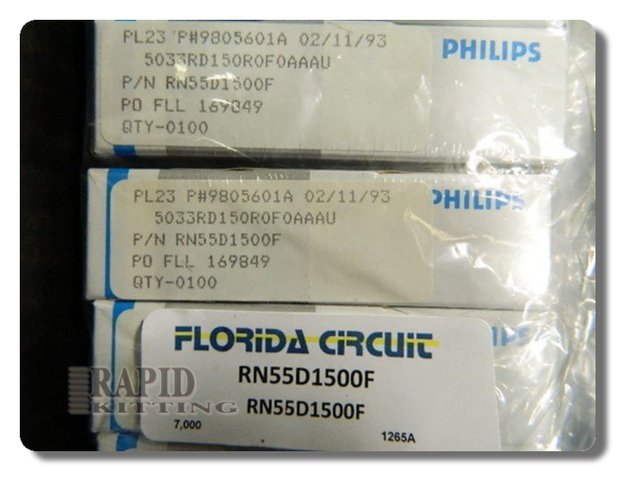 PL23 P#9805601A 02/11/93
5033RD150R0F0AAAU
P/N RN55D1500F
PO FLL 169849
QTY-0100
PHILIPS
PL23 P#9805601A 02/11/93
5033RD150R0F0AAAU
P/N RN55D1500F
PO FLL 169849
QTY-0100
PHILIPS
FLORIDA CIRCUIT
RN55D1500F
RN55D1500F
7,000
1265A
RAPID
KITTING